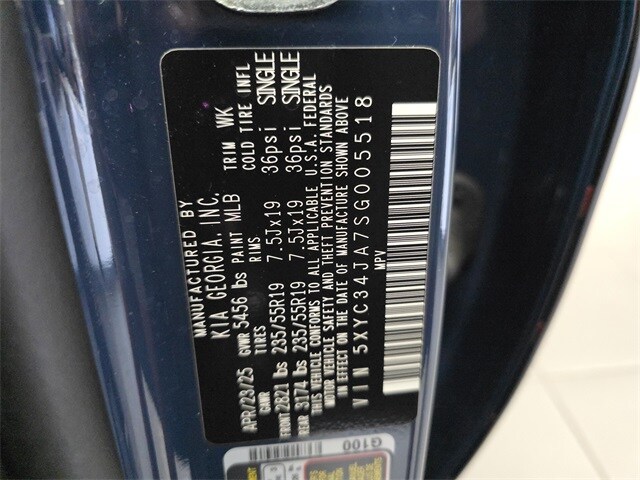 MANUFACTURED BY
KIA GEORGIA, INC.
APR/23/25 GVWR 5456 lbs PAINT MLB TRIM WK
GAWR TIRES RIMS COLD TIRE INFL
FRONT 2821 lbs 235/55R19 7.5Jx19 36psi SINGLE
REAR 3174 lbs 235/55R19 7.5Jx19 36psi SINGLE
THIS VEHICLE CONFORMS TO ALL APPLICABLE U.S.A. FEDERAL
MOTOR VEHICLE SAFETY AND THEFT PREVENTION STANDARDS
IN EFFECT ON THE DATE OF MANUFACTURE SHOWN ABOVE
VIN 5XYC34JA7SG005518
MPV
G100